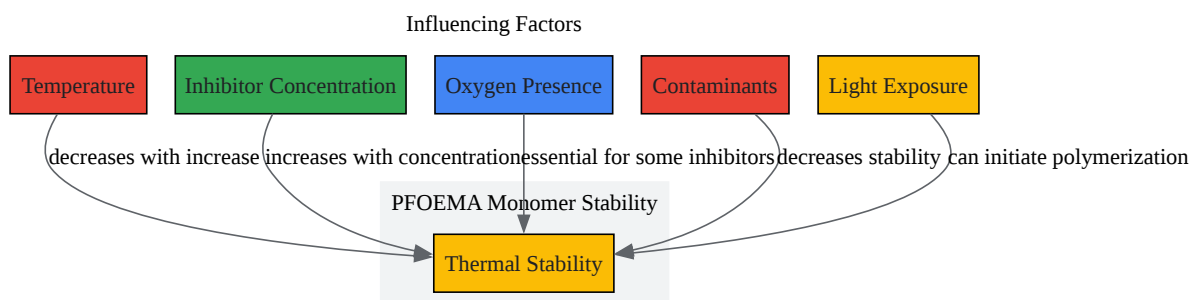 Influencing Factors
Temperature
Inhibitor Concentration
Oxygen Presence
Contaminants
Light Exposure
decreases with increase
increases with concentration
essential for some inhibitors
decreases stability
can initiate polymerization
PFOEMA Monomer Stability
Thermal Stability